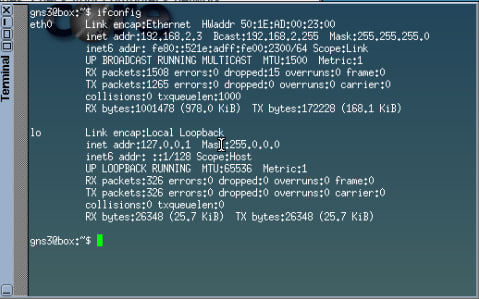 Terminal
gns3@box:~$ ifconfig
eth0 Link encap:Ethernet HWaddr 50:1E:AD:00:23:00
inet addr:192.168.2.3 Bcast:192.168.2.255 Mask:255.255.255.0
inet6 addr: fe80::521e:adff:fe00:2300/64 Scope:Link
UP BROADCAST RUNNING MULTICAST MTU:1500 Metric:1
RX packets:1508 errors:0 dropped:15 overruns:0 frame:0
TX packets:1265 errors:0 dropped:0 overruns:0 carrier:0
collisions:0 txqueuelen:1000
RX bytes:1001478 (978.0 KiB) TX bytes:172228 (168.1 KiB)
lo Link encap:Local Loopback
inet addr:127.0.0.1 Mask:255.0.0.0
inet6 addr: ::1/128 Scope:Host
UP LOOPBACK RUNNING MTU:65536 Metric:1
RX packets:326 errors:0 dropped:0 overruns:0 frame:0
TX packets:326 errors:0 dropped:0 overruns:0 carrier:0
collisions:0 txqueuelen:0
RX bytes:26348 (25.7 KiB) TX bytes:26348 (25.7 KiB)
gns3@box:~$